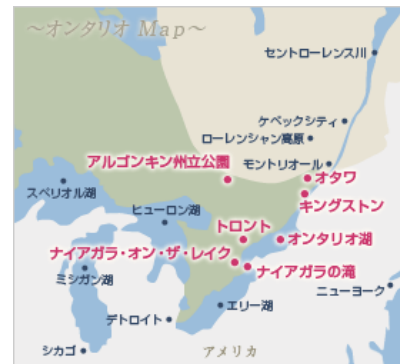 ～オンタリオ Map～
セントローレンス川
ケベックシティ
ローレンシャン高原
アルゴンキン州立公園
モントリオール
オタワ
スペリオル湖
キングストン
ヒューロン湖
トロント
オンタリオ湖
ナイアガラ・オン・ザ・レイク
ナイアガラの滝
ミシガン湖
ニューヨーク
エリー湖
デトロイト
シカゴ
アメリカ